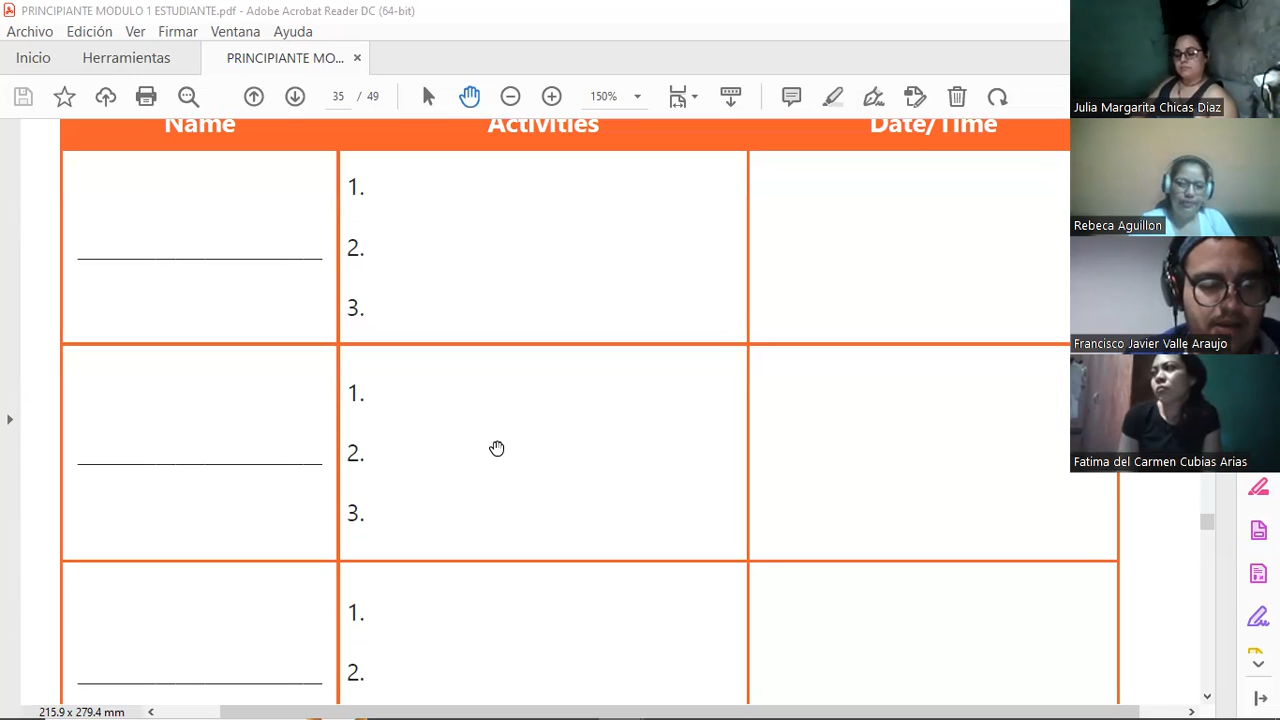 PRINCIPIANTE MODULO 1 ESTUDIANTE.pdf - Adobe Acrobat Reader DC (64-bit)
Archivo Edición Ver Firmar Ventana Ayuda
Inicio Herramientas PRINCIPIANTE MO... ×
35 / 49 150%
Name Activities Date/Time
1.
2.
3.
1.
2.
3.
1.
2.
215.9 x 279.4 mm
Julia Margarita Chicas Diaz
Rebeca Aguillon
Francisco Javier Valle Araujo
Fatima del Carmen Cubias Arias